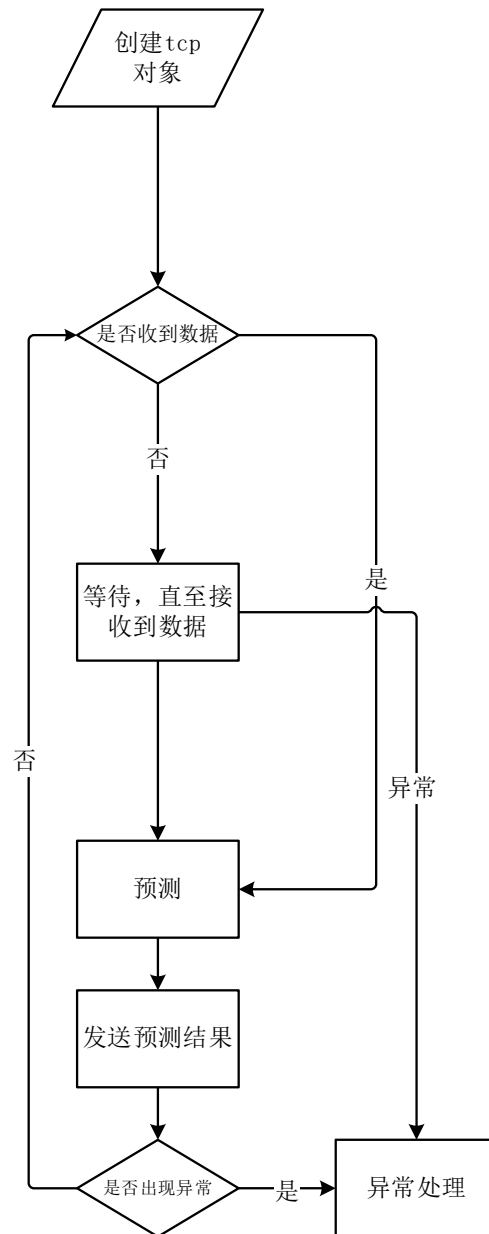 创建tcp
对象
是否收到数据
否
等待，直至接
收到数据
是
否
异常
预测
发送预测结果
是否出现异常
是
异常处理